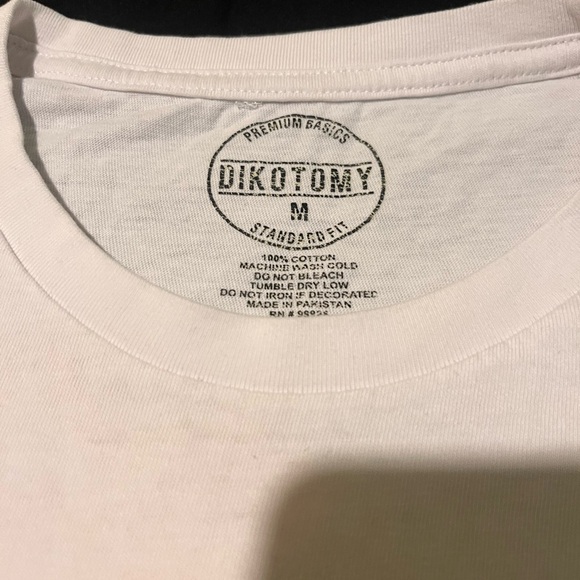 PREMIUM BASICS
DIKOTOMY
M
STANDARD FIT
100% COTTON
MACHINE WASH COLD
DO NOT BLEACH
TUMBLE DRY LOW
DO NOT IRON IF DECORATED
MADE IN PAKISTAN
RN #